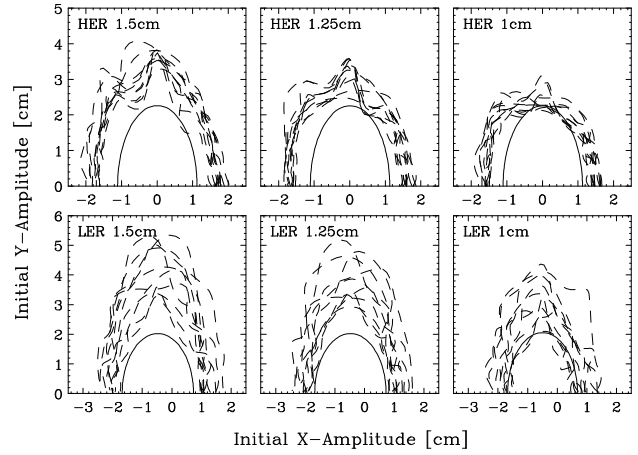 5
4
3
2
1
0
HER 1.5cm
HER 1.25cm
HER 1cm
−2 −1 0 1 2
−2 −1 0 1 2
−2 −1 0 1 2
6
5
4
3
2
1
0
LER 1.5cm
LER 1.25cm
LER 1cm
−3 −2 −1 0 1 2
−3 −2 −1 0 1 2
−3 −2 −1 0 1 2
Initial Y−Amplitude [cm]
Initial X−Amplitude [cm]